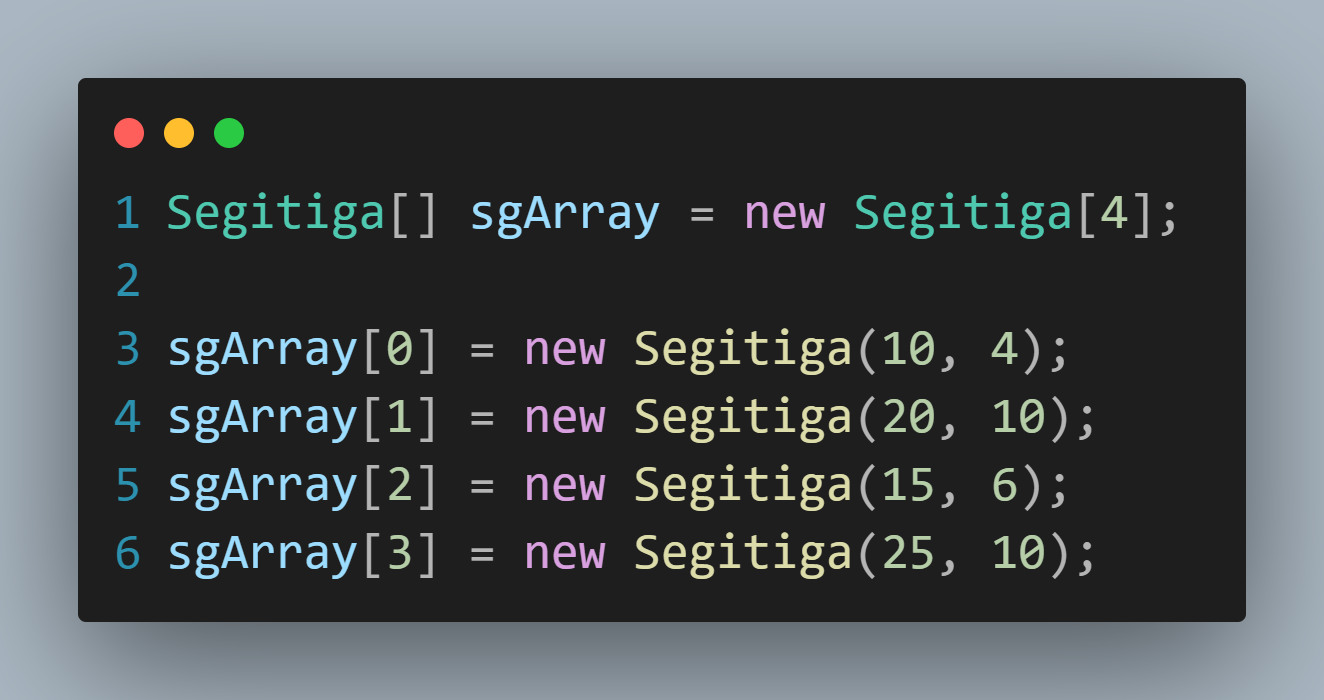 1 Segitiga[] sgArray = new Segitiga[4];
2
3 sgArray[0] = new Segitiga(10, 4);
4 sgArray[1] = new Segitiga(20, 10);
5 sgArray[2] = new Segitiga(15, 6);
6 sgArray[3] = new Segitiga(25, 10);